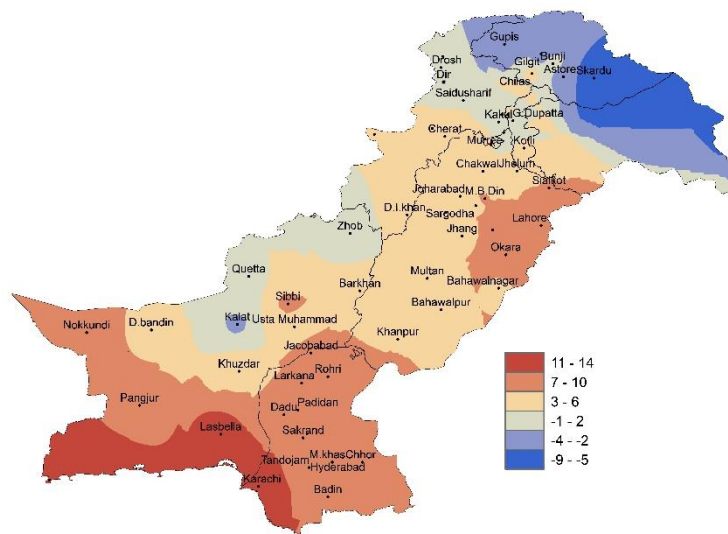 Gupis
Drosh
Bunji
Gilgit
Dir
Astore
Skardu
Chilas
Saidusharif
Kakul
G.Dupatta
Cherat
Murree
Kotli
Chakwal
Jhelum
Sialkot
Joharabad
M.B.Din
D.I.khan
Sargodha
Lahore
Zhob
Jhang
Okara
Quetta
Multan
Bahawalnagar
Barkhan
Sibbi
Bahawalpur
Kalat
Usta Muhammad
Nokkundi
D.bandin
Khanpur
Jacobabad
Khuzdar
Larkana
Rohri
Pangjur
Dadu
Padidan
Lasbella
Sakrand
M.khas
Chhor
Tandojam
Hyderabad
Karachi
Badin
11 - 14
7 - 10
3 - 6
-1 - 2
-4 - -2
-9 - -5